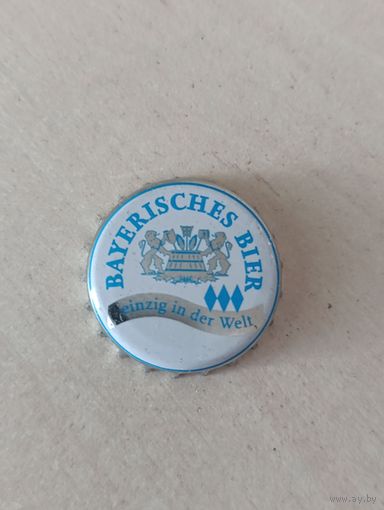 BAYERISCHES BIER
einzig in der Welt
www.ay.by